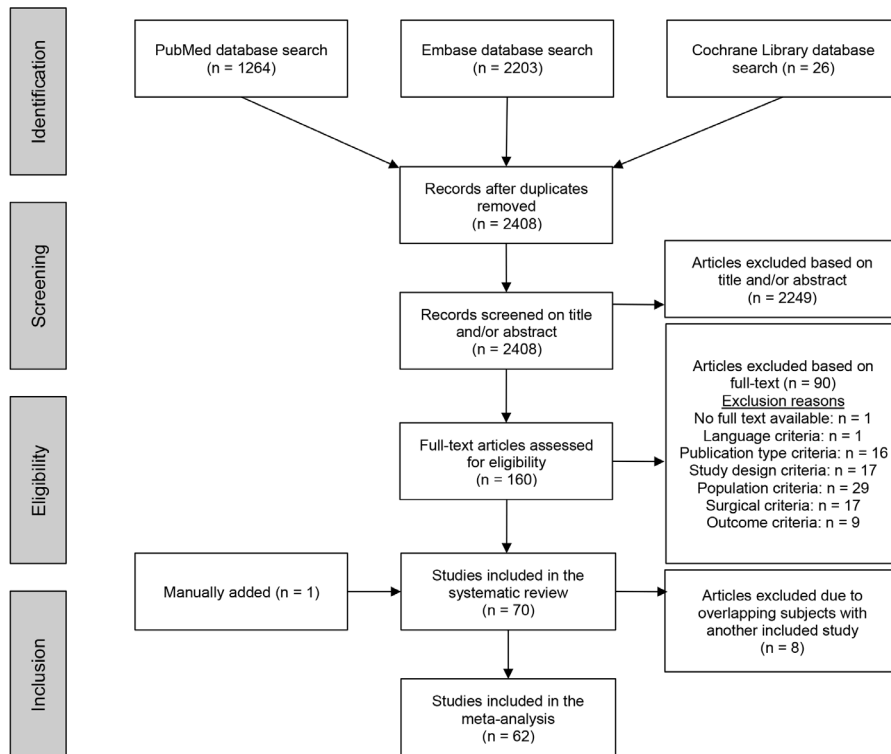 Identification
PubMed database search
(n = 1264)
Embase database search
(n = 2203)
Cochrane Library database
search (n = 26)
Records after duplicates
removed
(n = 2408)
Screening
Records screened on title
and/or abstract
(n = 2408)
Articles excluded based on
title and/or abstract
(n = 2249)
Eligibility
Full-text articles assessed
for eligibility
(n = 160)
Articles excluded based on
full-text (n = 90)
Exclusion reasons
No full text available: n = 1
Language criteria: n = 1
Publication type criteria: n = 16
Study design criteria: n = 17
Population criteria: n = 29
Surgical criteria: n = 17
Outcome criteria: n = 9
Inclusion
Manually added (n = 1)
Studies included in the
systematic review
(n = 70)
Articles excluded due to
overlapping subjects with
another included study
(n = 8)
Studies included in the
meta-analysis
(n = 62)